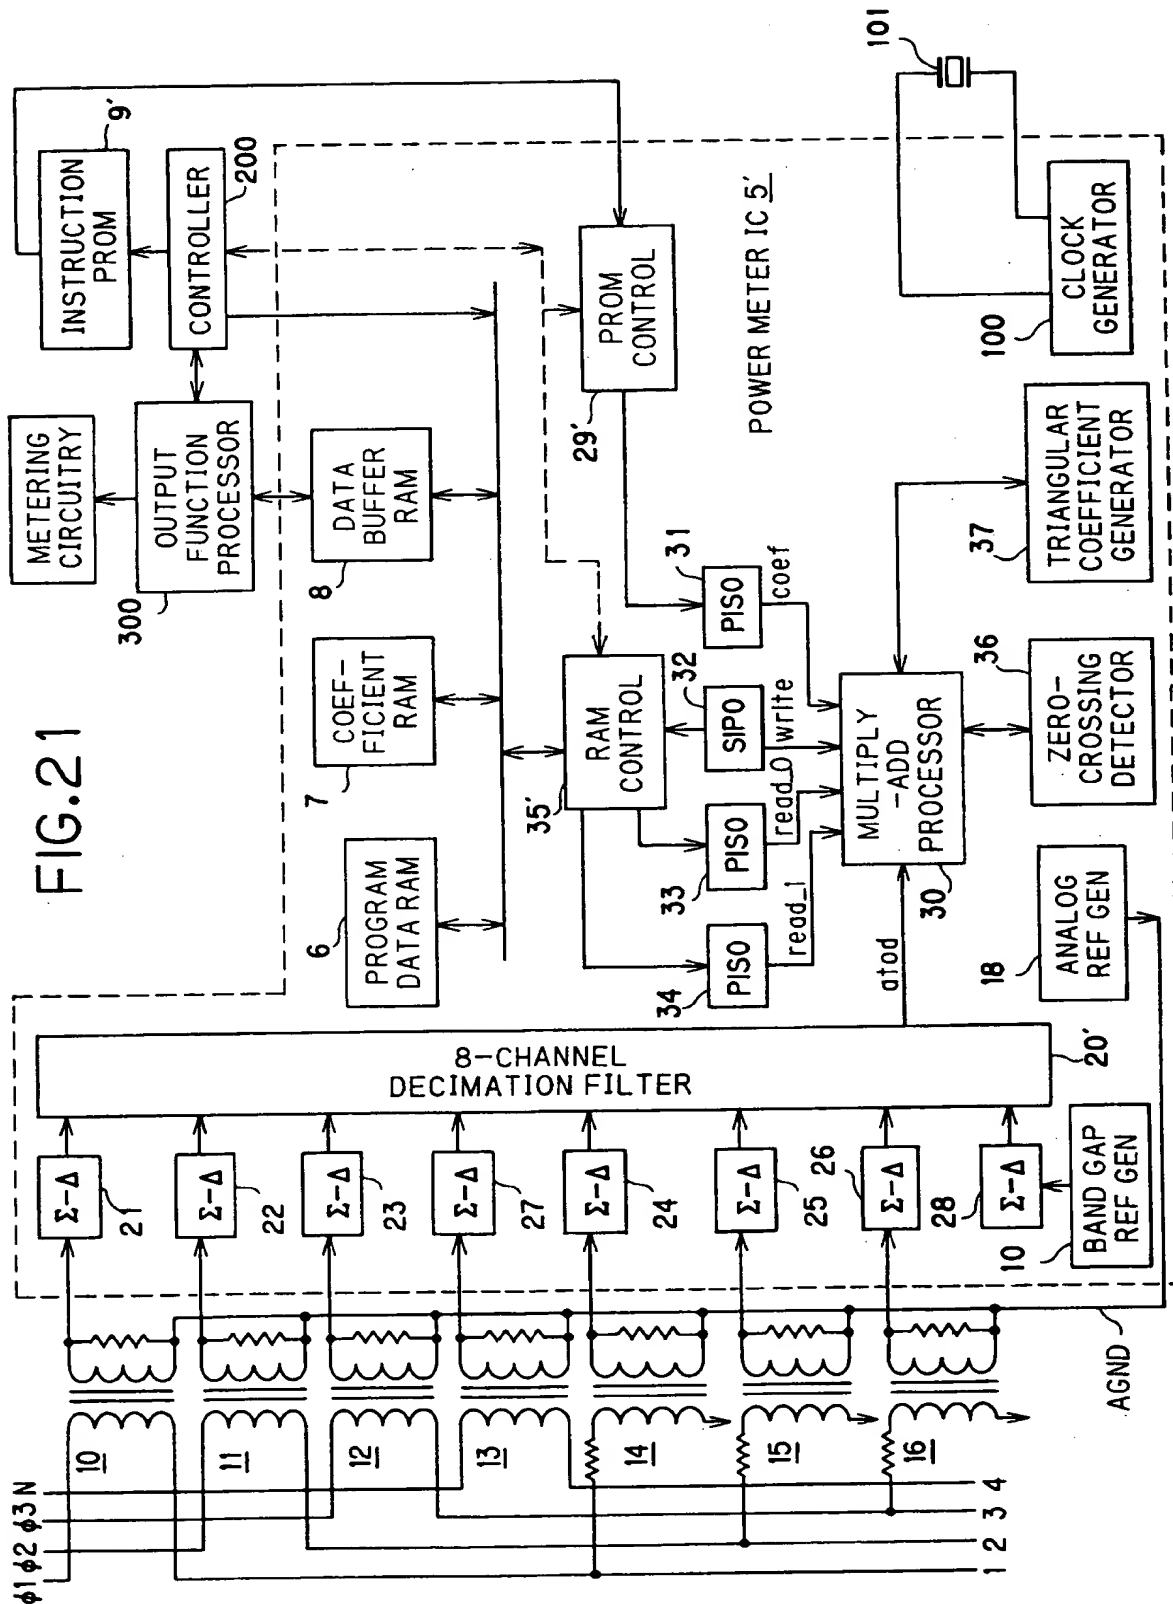 FIG.21
METERING
CIRCUITRY
INSTRUCTION
PROM
9′
OUTPUT
FUNCTION
PROCESSOR
300
CONTROLLER
200
PROGRAM
DATA RAM
6
COEF-
FICIENT
RAM
7
DATA
BUFFER
RAM
8
RAM
CONTROL
35′
PROM
CONTROL
29′
POWER METER IC 5′
PISO
34
PISO
33
SIPO
32
PISO
31
read_1
read_0
write
coef
atod
MULTIPLY
-ADD
PROCESSOR
30
8-CHANNEL
DECIMATION FILTER
20′
ANALOG
REF GEN
18
ZERO-
CROSSING
DETECTOR
36
TRIANGULAR
COEFFICIENT
GENERATOR
37
CLOCK
GENERATOR
100
101
Σ-Δ
21
Σ-Δ
22
Σ-Δ
23
Σ-Δ
27
Σ-Δ
24
Σ-Δ
25
Σ-Δ
26
Σ-Δ
28
BAND GAP
REF GEN
10
AGND
10
11
12
13
14
15
16
ϕ1 ϕ2 ϕ3 N
1 2 3 4